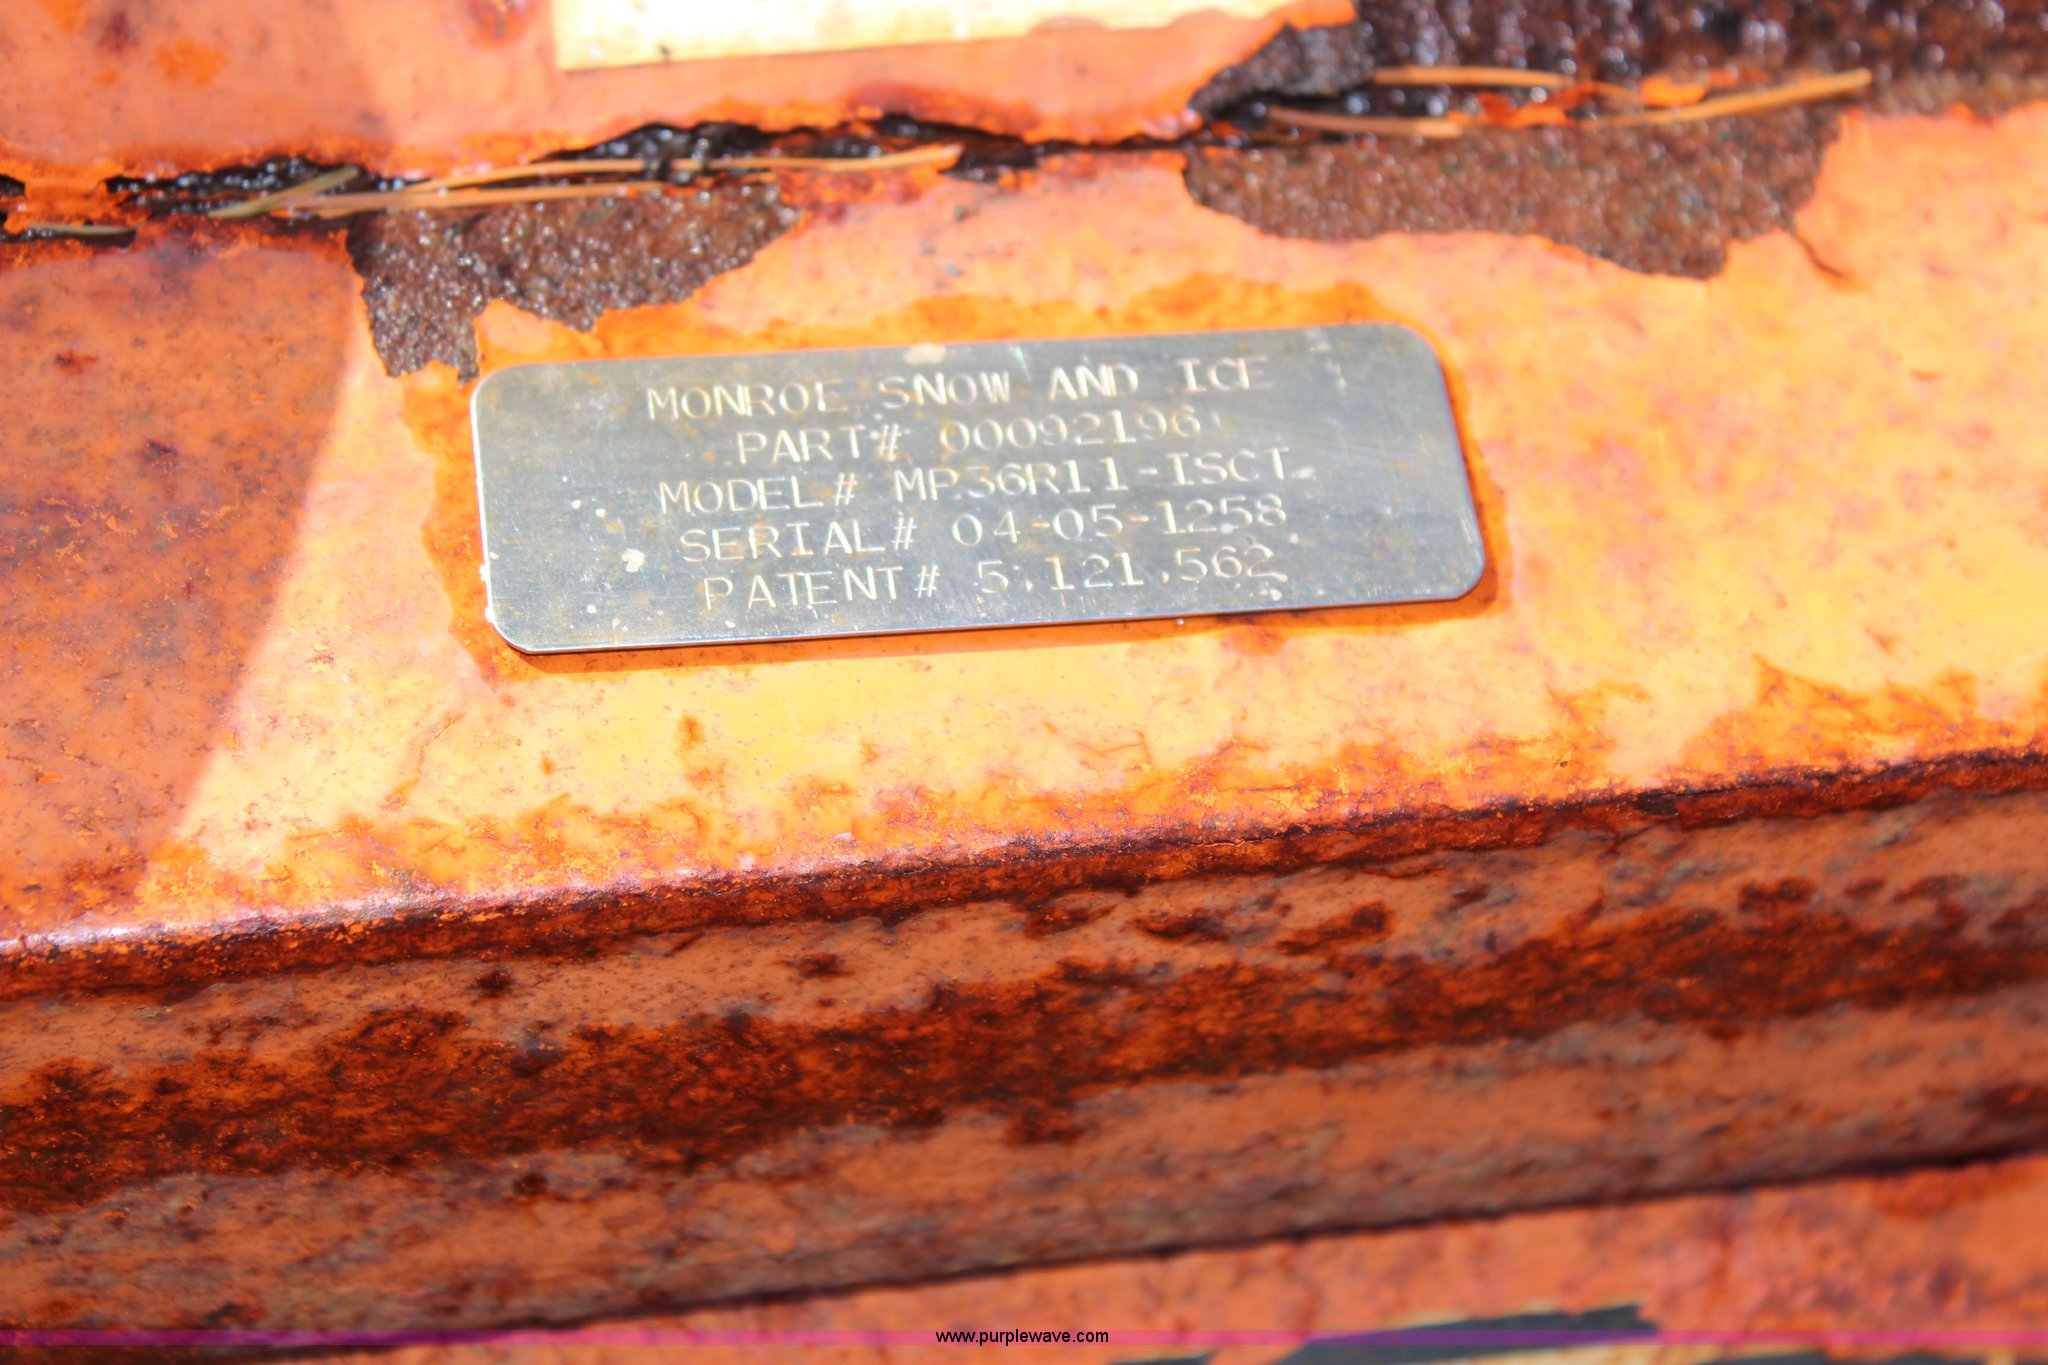 MONROE SNOW AND ICE
PART# 00092196
MODEL# MP36R11-ISCT
SERIAL# 04-05-1258
PATENT# 5,121,562
www.purplewave.com